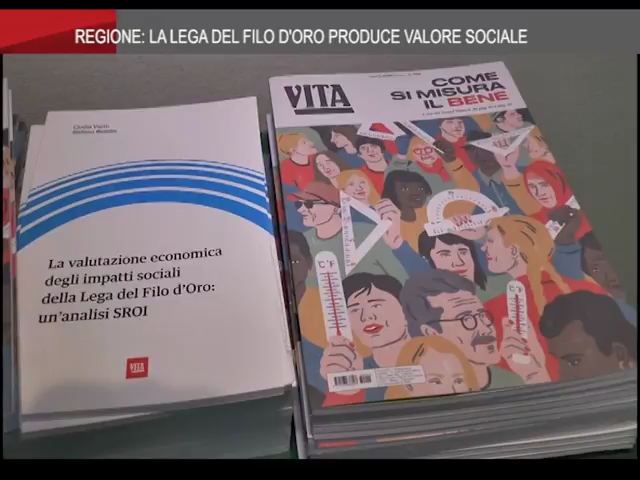 REGIONE: LA LEGA DEL FILO D'ORO PRODUCE VALORE SOCIALE
La valutazione economica
degli impatti sociali
della Lega del Filo d'Oro:
un'analisi SROI
VITA
VITA
COME
SI MISURA
IL BENE
°C °F